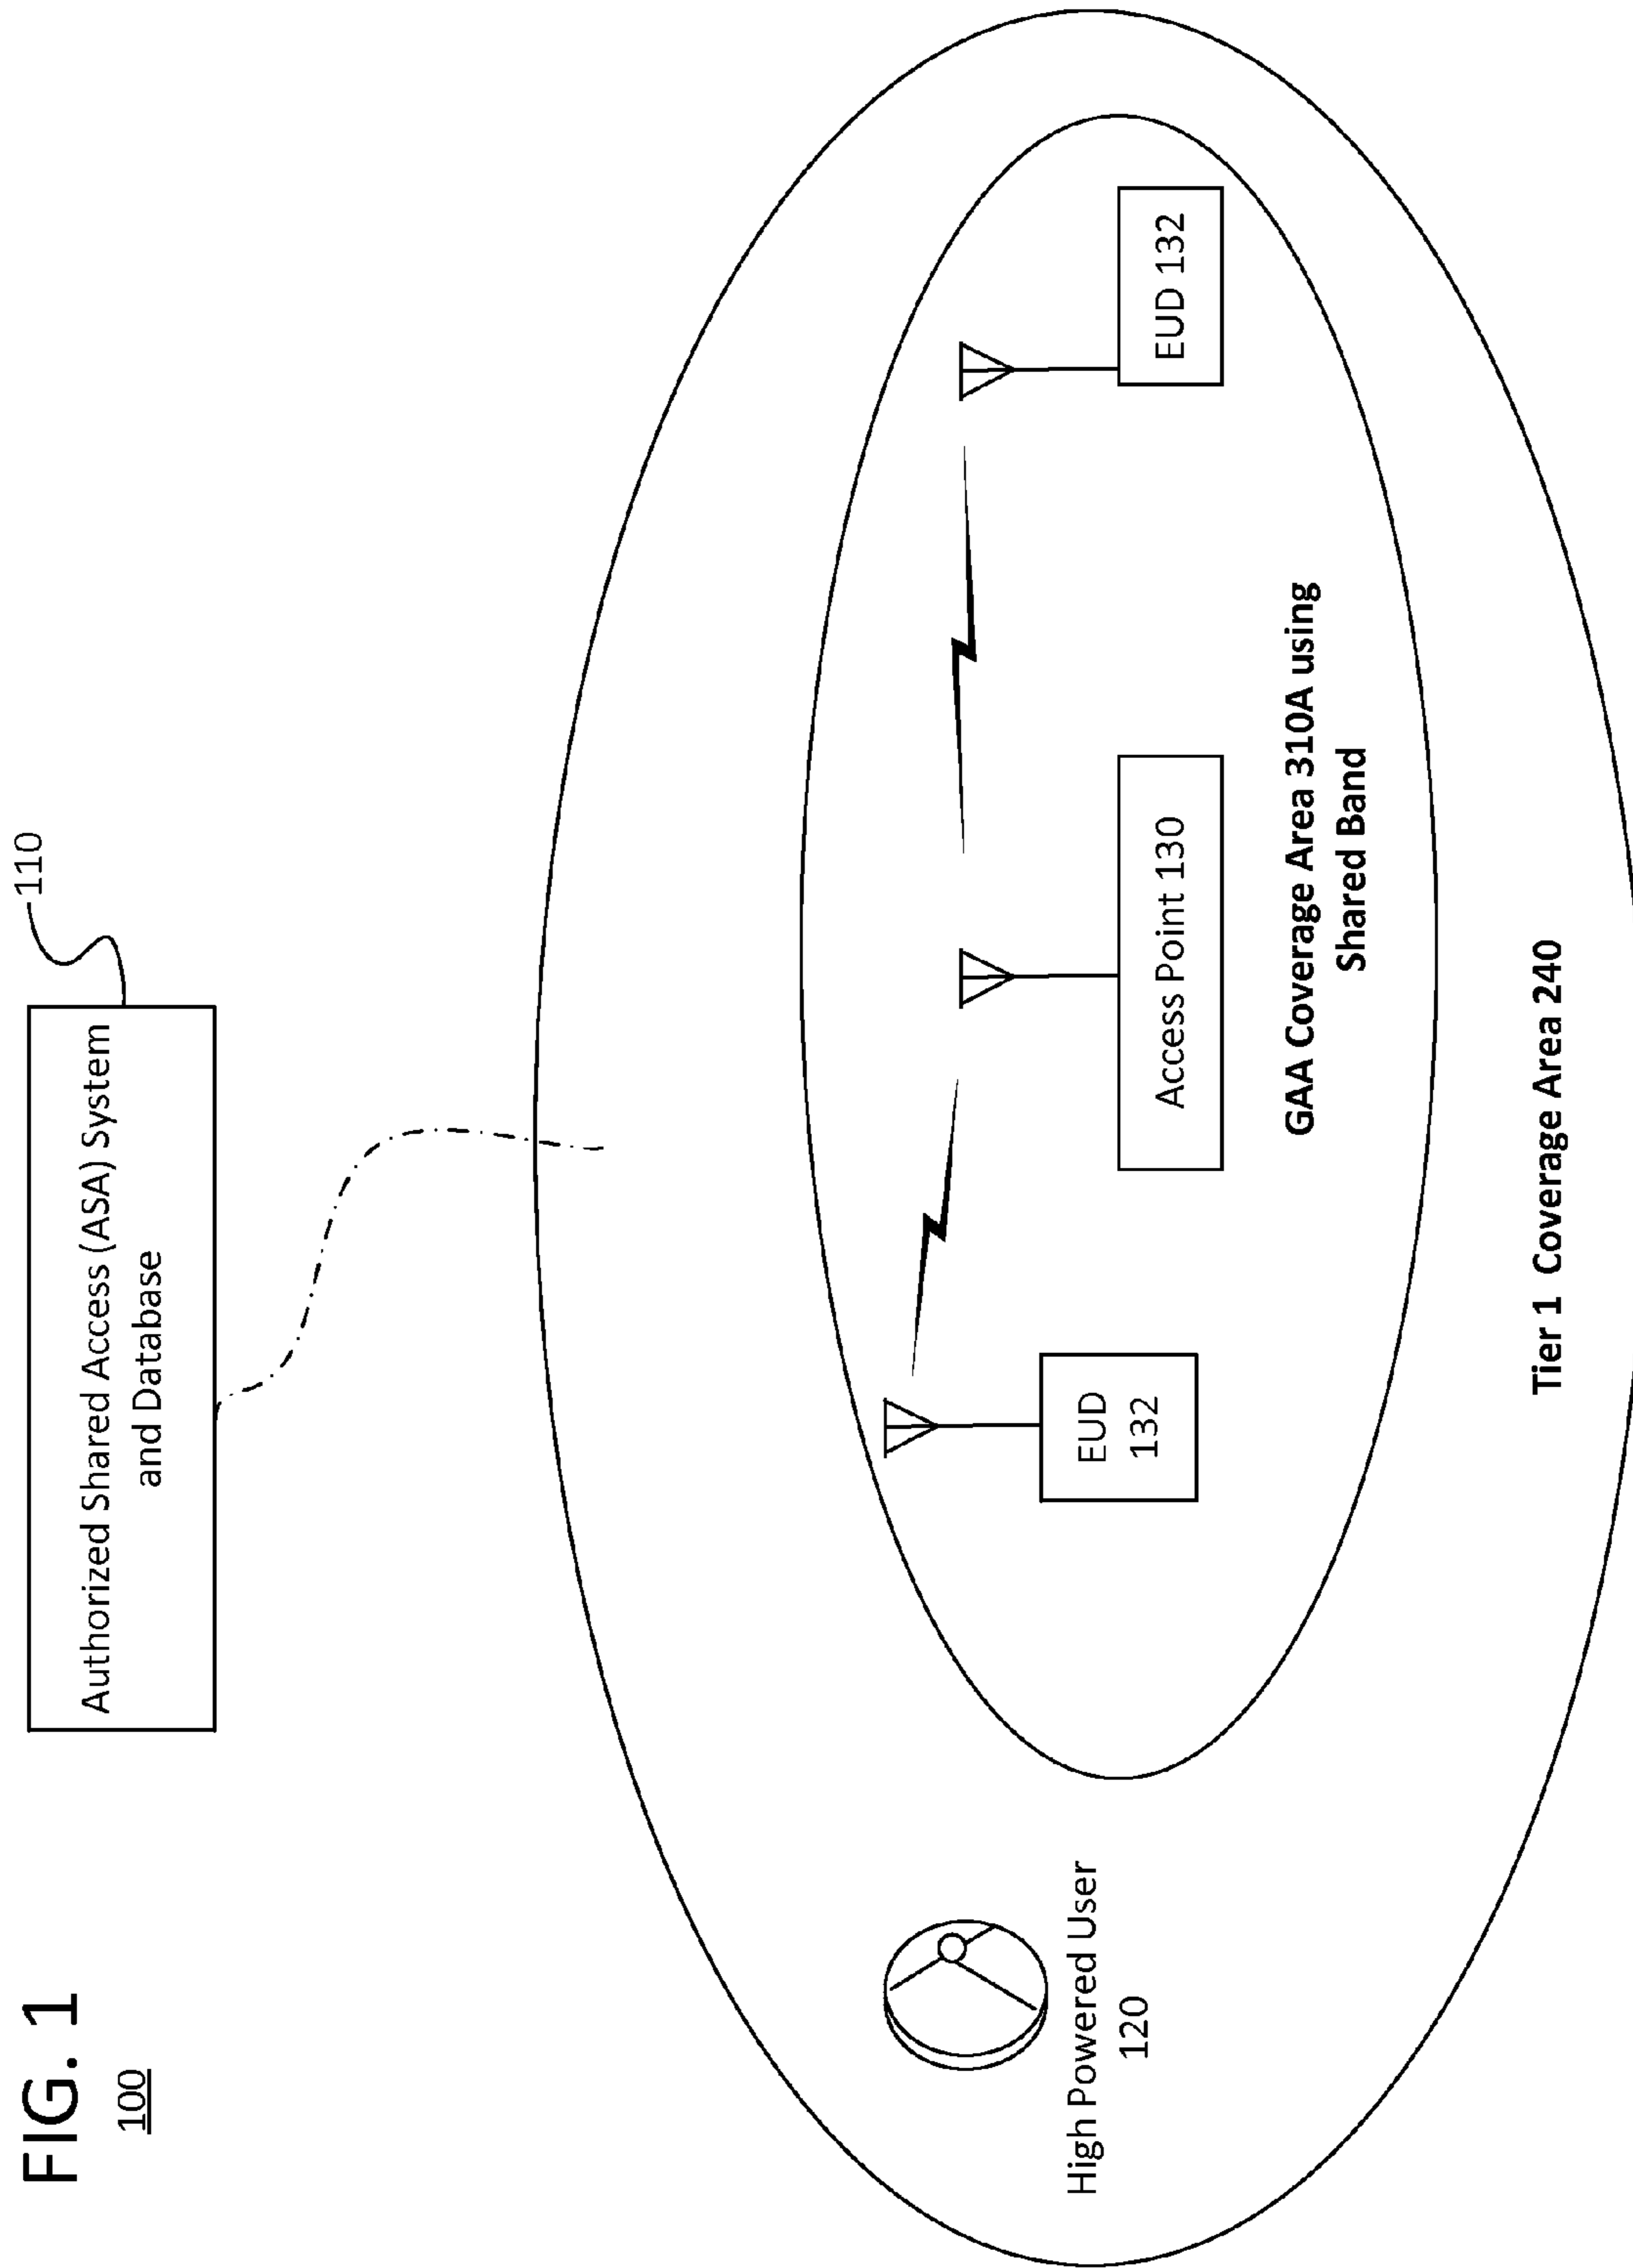 FIG. 1
100
Authorized Shared Access (ASA) System
and Database
110
High Powered User
120
EUD
132
Access Point 130
EUD 132
GAA Coverage Area 310A using
Shared Band
Tier 1 Coverage Area 240